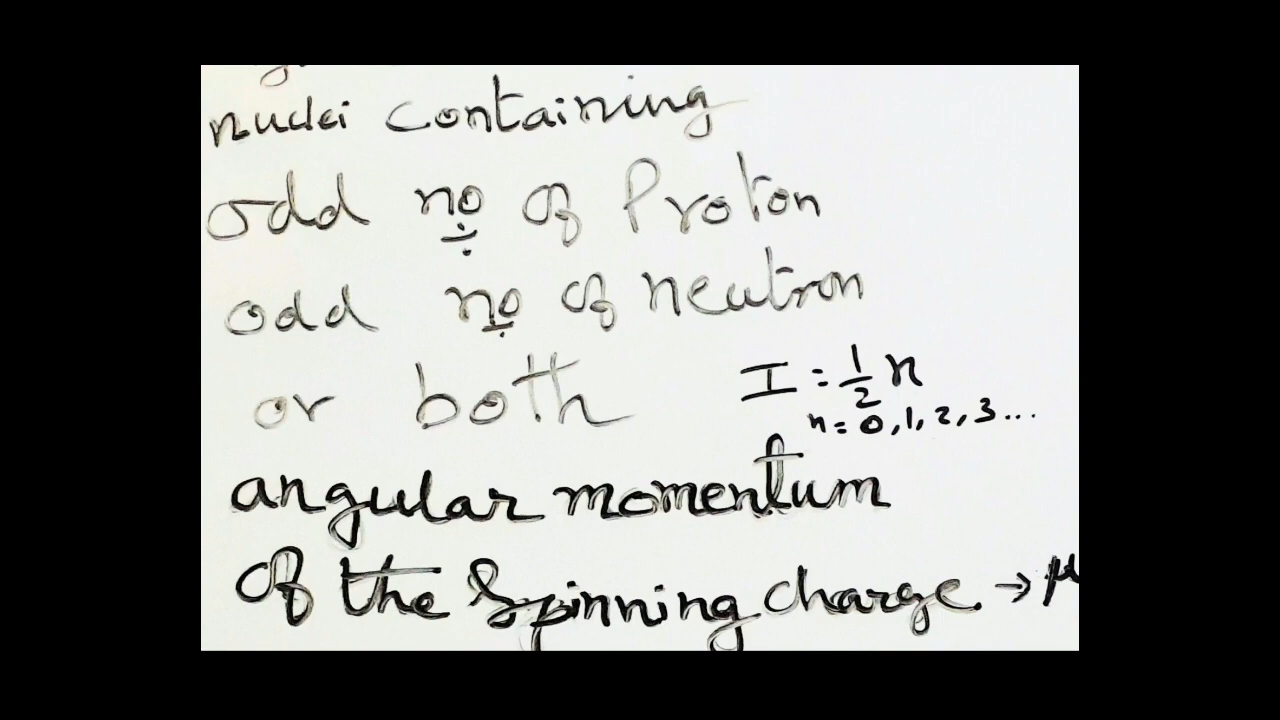 nuclei containing
odd no of Proton
odd no of neutron
or both
I = 1/2 n
n = 0, 1, 2, 3...
angular momentum
of the Spinning charge. → μ